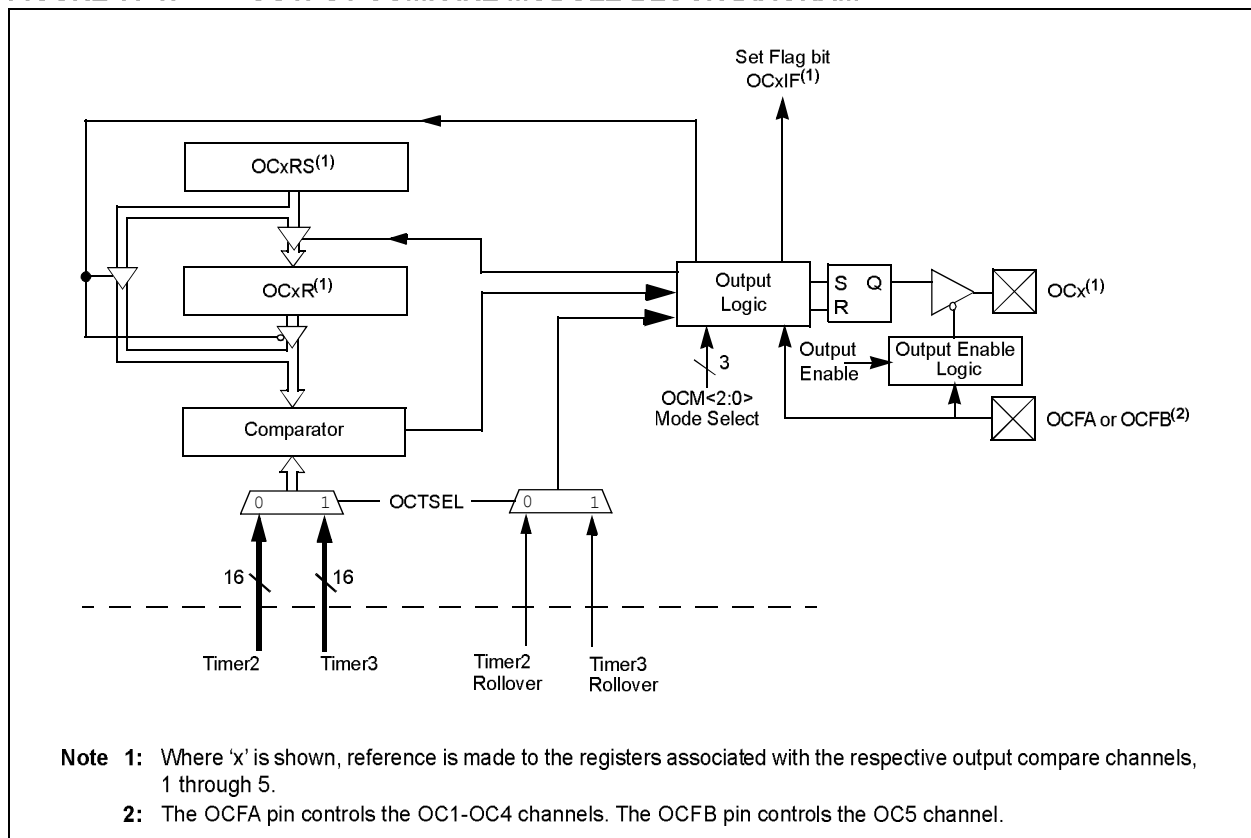 Set Flag bit
OCxIF(1)
OCxRS(1)
OCxR(1)
Output
Logic
S Q
R
OCx(1)
Output
Enable
Output Enable
Logic
3
OCM<2:0>
Mode Select
OCFA or OCFB(2)
Comparator
0 1
OCTSEL
0 1
16
16
Timer2
Timer3
Timer2
Rollover
Timer3
Rollover
Note 1: Where ‘x’ is shown, reference is made to the registers associated with the respective output compare channels,
1 through 5.
2: The OCFA pin controls the OC1-OC4 channels. The OCFB pin controls the OC5 channel.